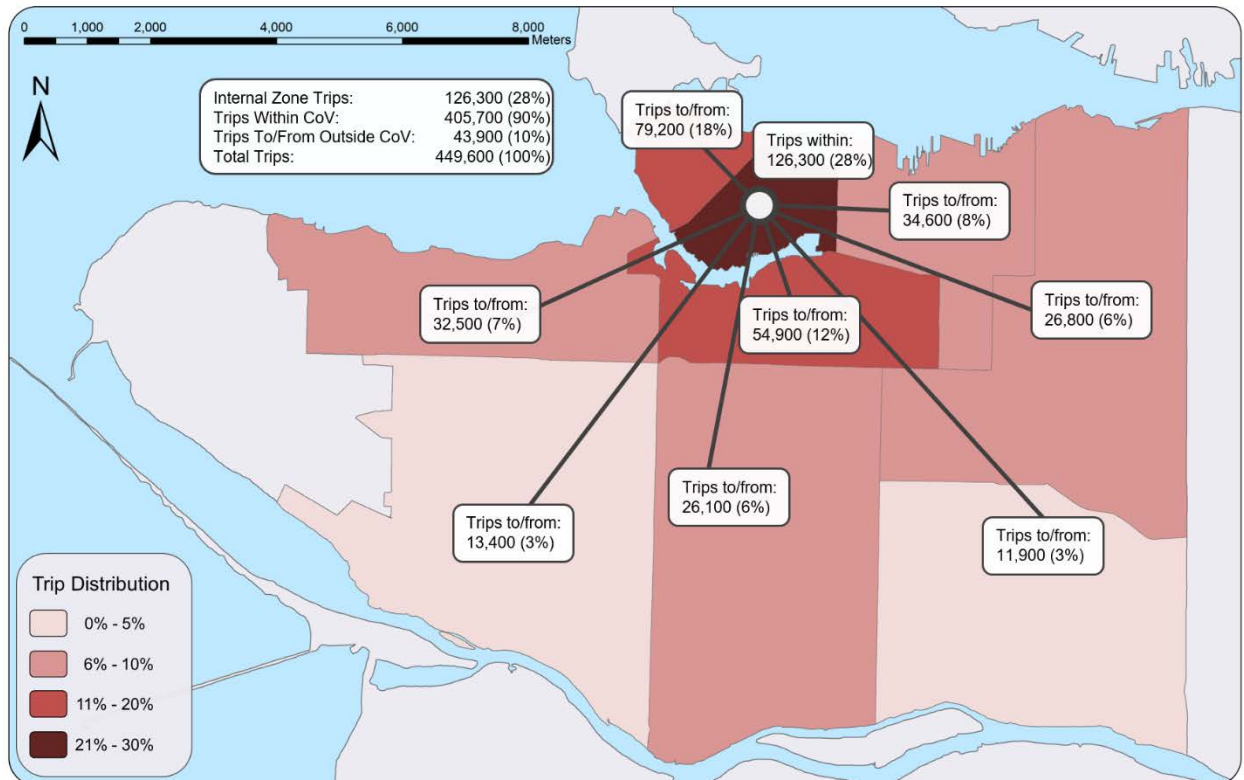 0 1,000 2,000 4,000 6,000 8,000
Meters
N
Internal Zone Trips: 126,300 (28%)
Trips Within CoV: 405,700 (90%)
Trips To/From Outside CoV: 43,900 (10%)
Total Trips: 449,600 (100%)
Trips to/from:
79,200 (18%)
Trips within:
126,300 (28%)
Trips to/from:
34,600 (8%)
Trips to/from:
32,500 (7%)
Trips to/from:
54,900 (12%)
Trips to/from:
26,800 (6%)
Trips to/from:
13,400 (3%)
Trips to/from:
26,100 (6%)
Trips to/from:
11,900 (3%)
Trip Distribution
0% - 5%
6% - 10%
11% - 20%
21% - 30%